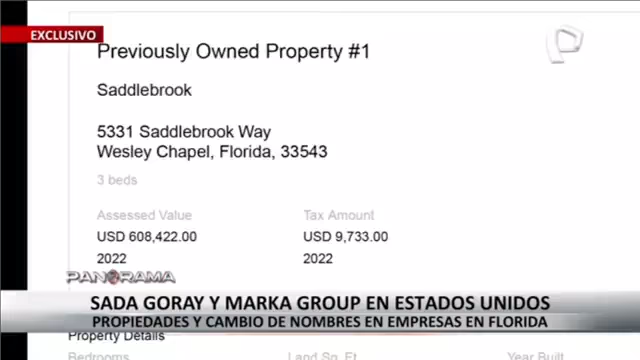 EXCLUSIVO
Previously Owned Property #1
Saddlebrook
5331 Saddlebrook Way
Wesley Chapel, Florida, 33543
3 beds
Assessed Value Tax Amount
USD 608,422.00 USD 9,733.00
2022 2022
PANORAMA
SADA GORAY Y MARKA GROUP EN ESTADOS UNIDOS
PROPIEDADES Y CAMBIO DE NOMBRES EN EMPRESAS EN FLORIDA
Property Details
Bedrooms Land Sq. Ft. Year Built